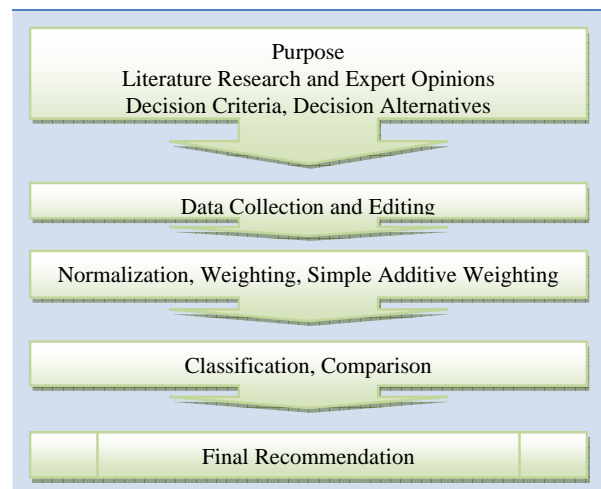 Purpose
Literature Research and Expert Opinions
Decision Criteria, Decision Alternatives
Data Collection and Editing
Normalization, Weighting, Simple Additive Weighting
Classification, Comparison
Final Recommendation